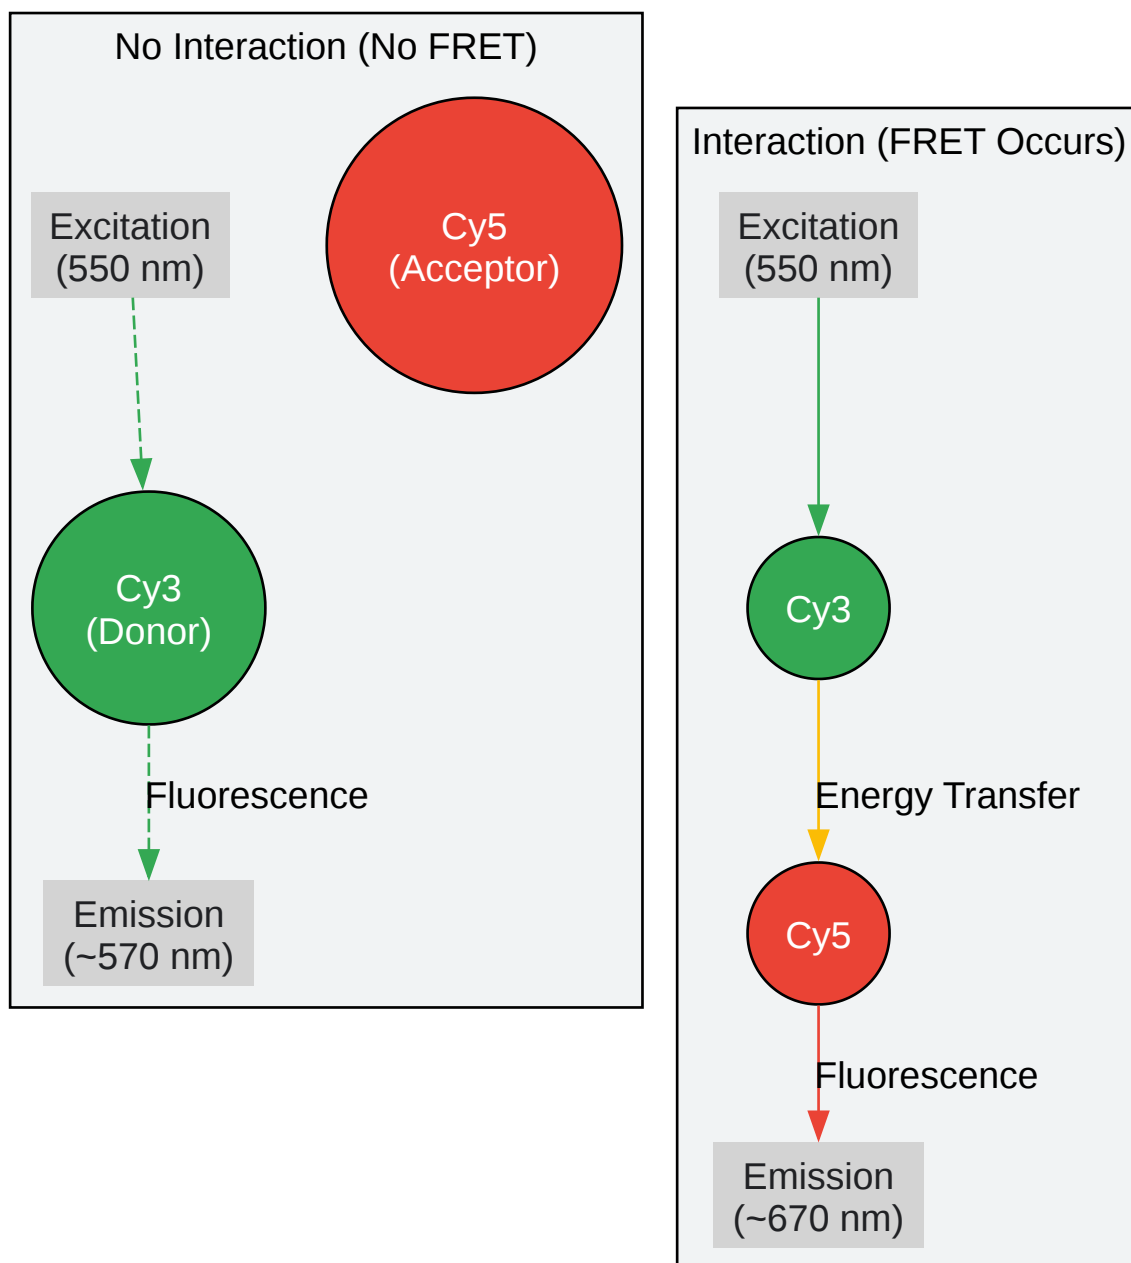 No Interaction (No FRET)
Excitation
(550 nm)
Cy5
(Acceptor)
Cy3
(Donor)
Fluorescence
Emission
(~570 nm)
Interaction (FRET Occurs)
Excitation
(550 nm)
Cy3
Energy Transfer
Cy5
Fluorescence
Emission
(~670 nm)